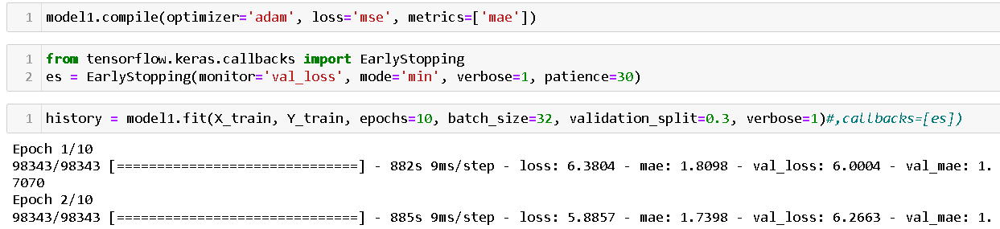 1 model1.compile(optimizer='adam', loss='mse', metrics=['mae'])
1 from tensorflow.keras.callbacks import EarlyStopping
2 es = EarlyStopping(monitor='val_loss', mode='min', verbose=1, patience=30)
1 history = model1.fit(X_train, Y_train, epochs=10, batch_size=32, validation_split=0.3, verbose=1)#,callbacks=[es])
Epoch 1/10
98343/98343 [==============================] - 882s 9ms/step - loss: 6.3804 - mae: 1.8098 - val_loss: 6.0004 - val_mae: 1.
7070
Epoch 2/10
98343/98343 [==============================] - 885s 9ms/step - loss: 5.8857 - mae: 1.7398 - val_loss: 6.2663 - val_mae: 1.